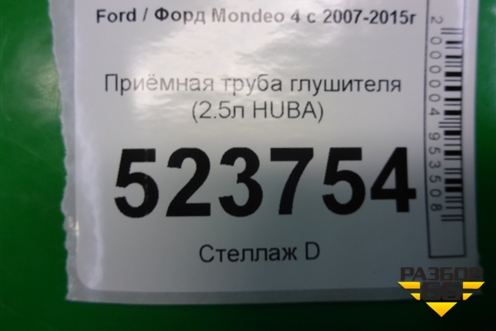 Ford / Форд Mondeo 4 с 2007-2015г
Приёмная труба глушителя
(2.5л HUBA)
523754
Стеллаж D
2000004953508
РАЗБОР